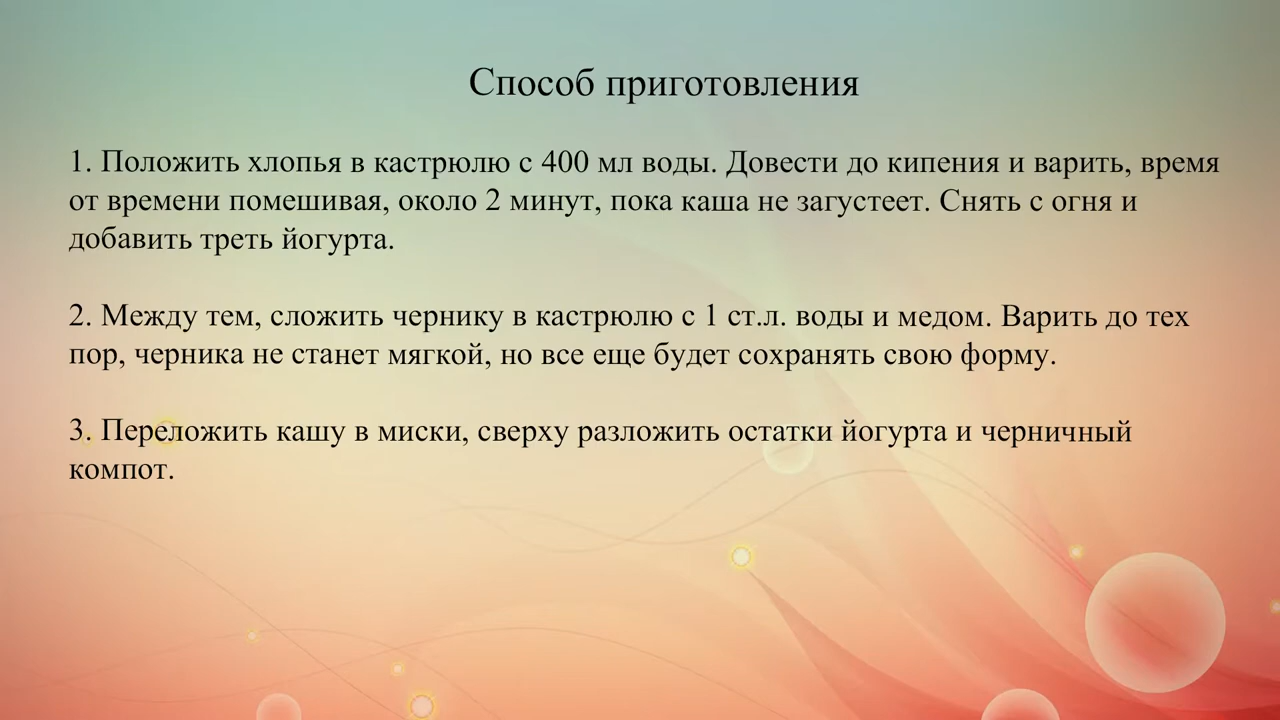 Способ приготовления
1. Положить хлопья в кастрюлю с 400 мл воды. Довести до кипения и варить, время
от времени помешивая, около 2 минут, пока каша не загустеет. Снять с огня и
добавить треть йогурта.
2. Между тем, сложить чернику в кастрюлю с 1 ст.л. воды и медом. Варить до тех
пор, черника не станет мягкой, но все еще будет сохранять свою форму.
3. Переложить кашу в миски, сверху разложить остатки йогурта и черничный
компот.